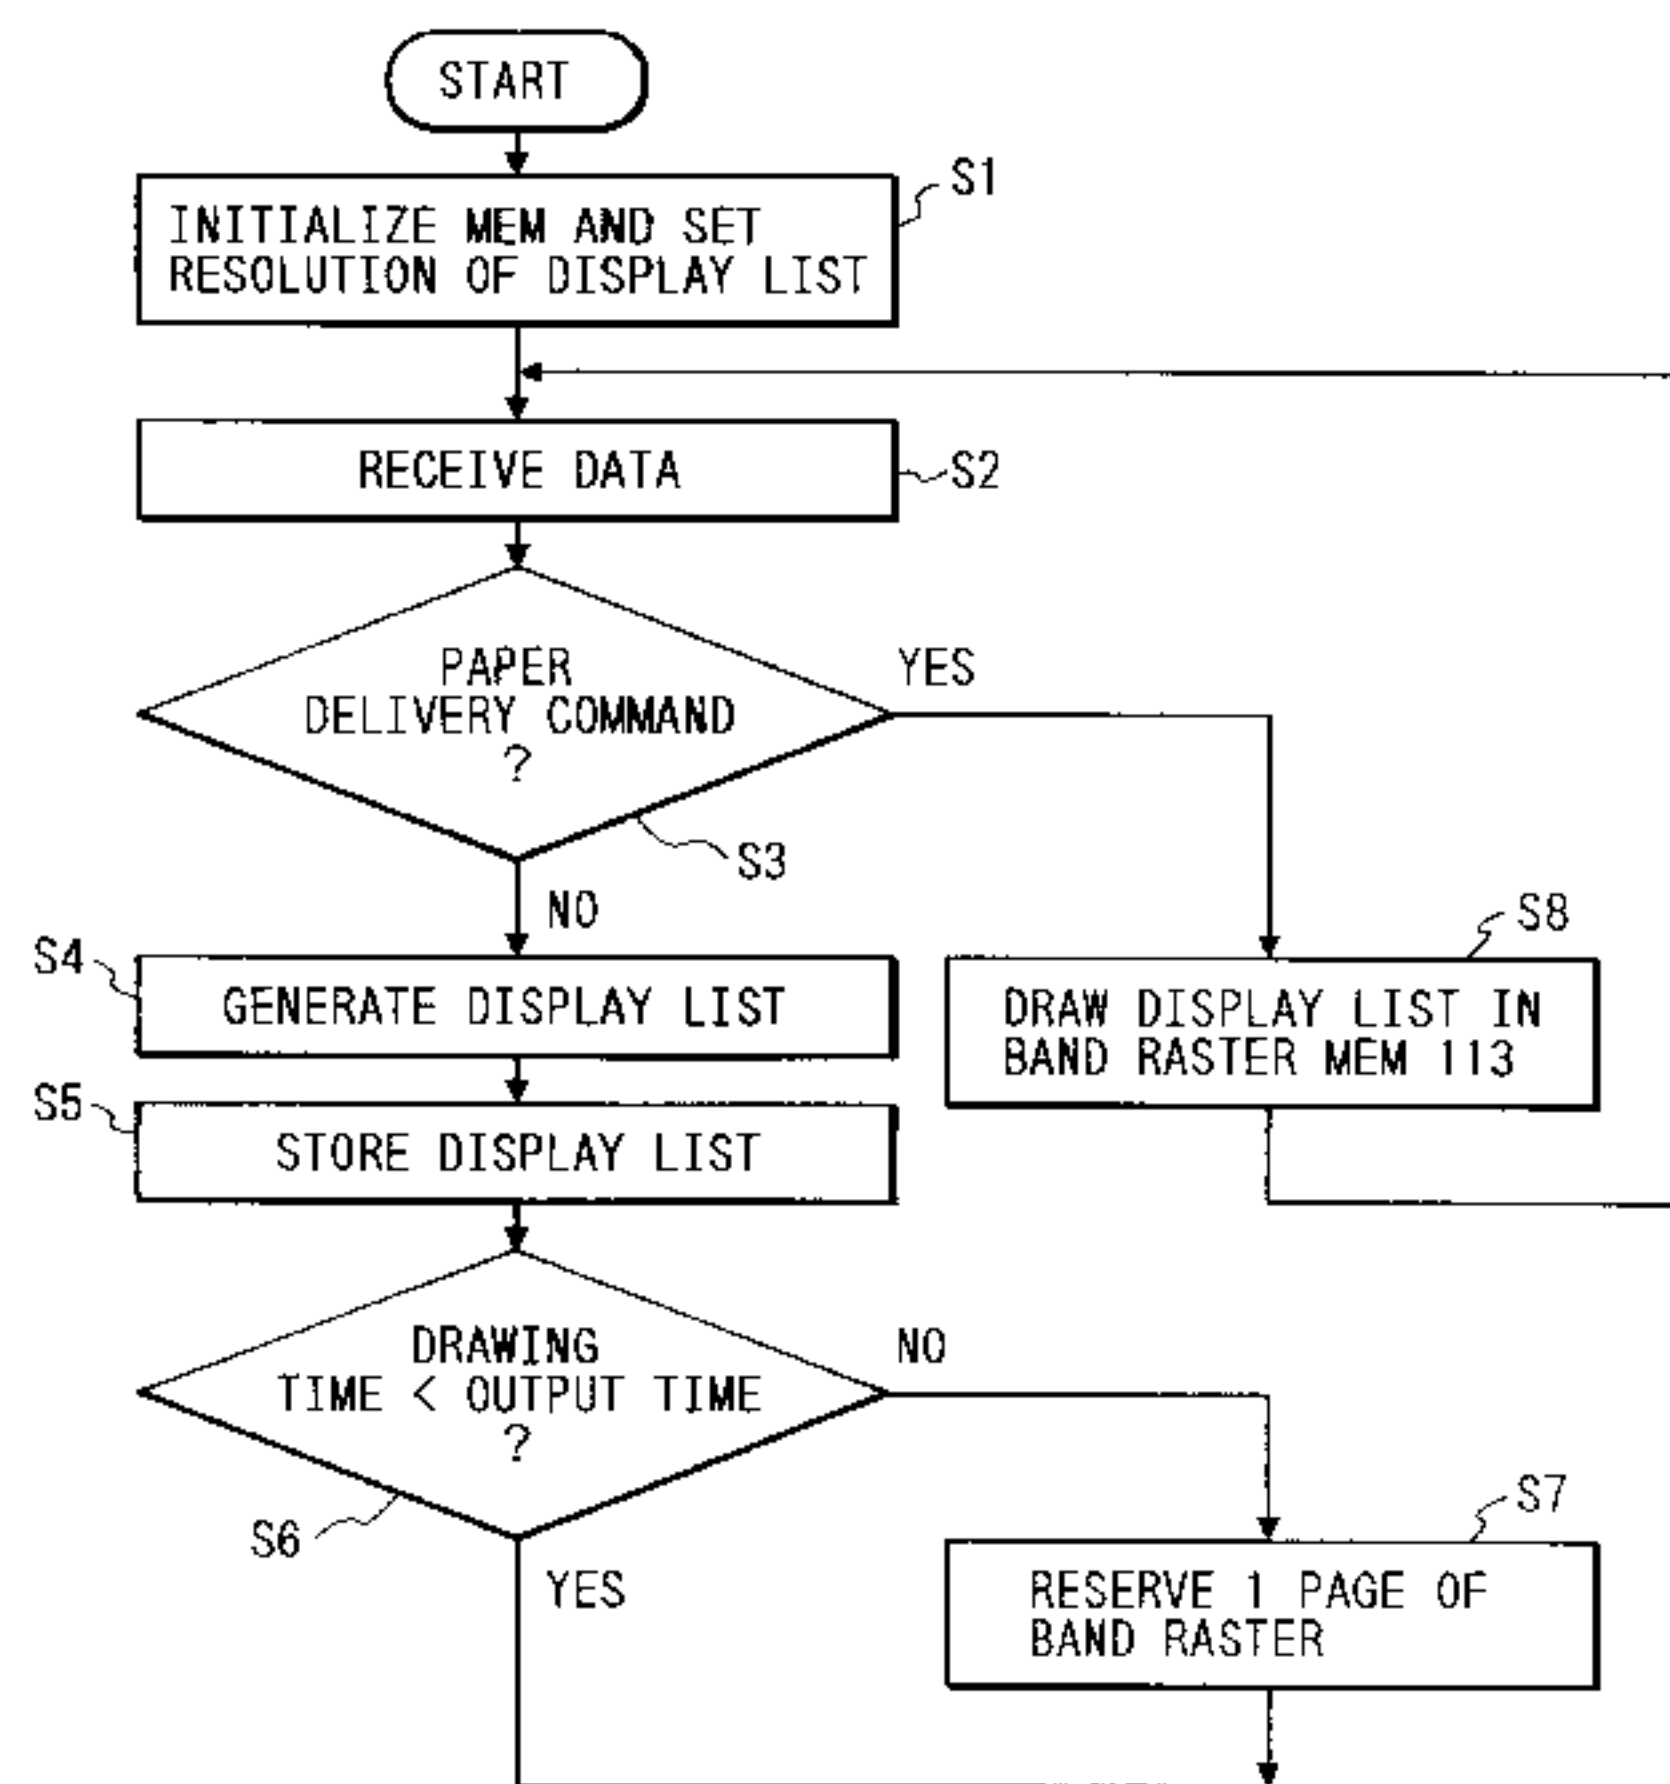 START
S1
INITIALIZE MEM AND SET
RESOLUTION OF DISPLAY LIST
RECEIVE DATA
S2
PAPER
DELIVERY COMMAND
?
YES
S3
NO
S4
GENERATE DISPLAY LIST
S8
DRAW DISPLAY LIST IN
BAND RASTER MEM 113
S5
STORE DISPLAY LIST
DRAWING
TIME < OUTPUT TIME
?
NO
S6
YES
S7
RESERVE 1 PAGE OF
BAND RASTER